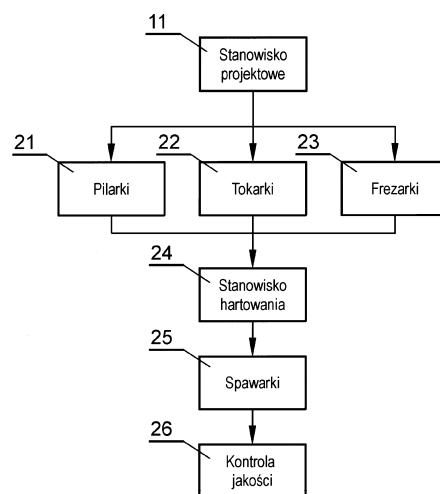 11
Stanowisko
projektowe
21
22
23
Pilarki
Tokarki
Frezarki
24
Stanowisko
hartowania
25
Spawarki
26
Kontrola
jakości